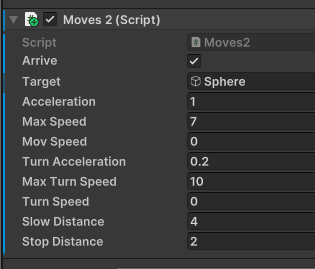 Moves 2 (Script)
Script Moves2
Arrive
Target Sphere
Acceleration 1
Max Speed 7
Mov Speed 0
Turn Acceleration 0.2
Max Turn Speed 10
Turn Speed 0
Slow Distance 4
Stop Distance 2